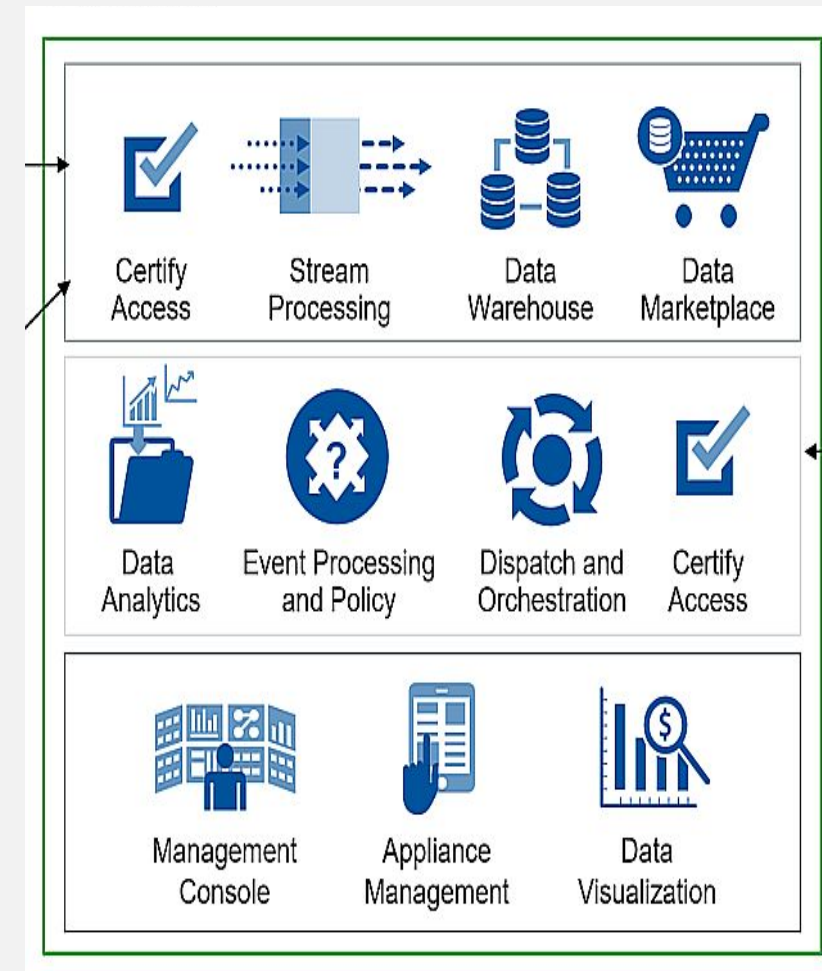 Certify
Access
Stream
Processing
Data
Warehouse
Data
Marketplace
Data
Analytics
Event Processing
and Policy
?
Dispatch and
Orchestration
Certify
Access
Management
Console
Appliance
Management
$
Data
Visualization